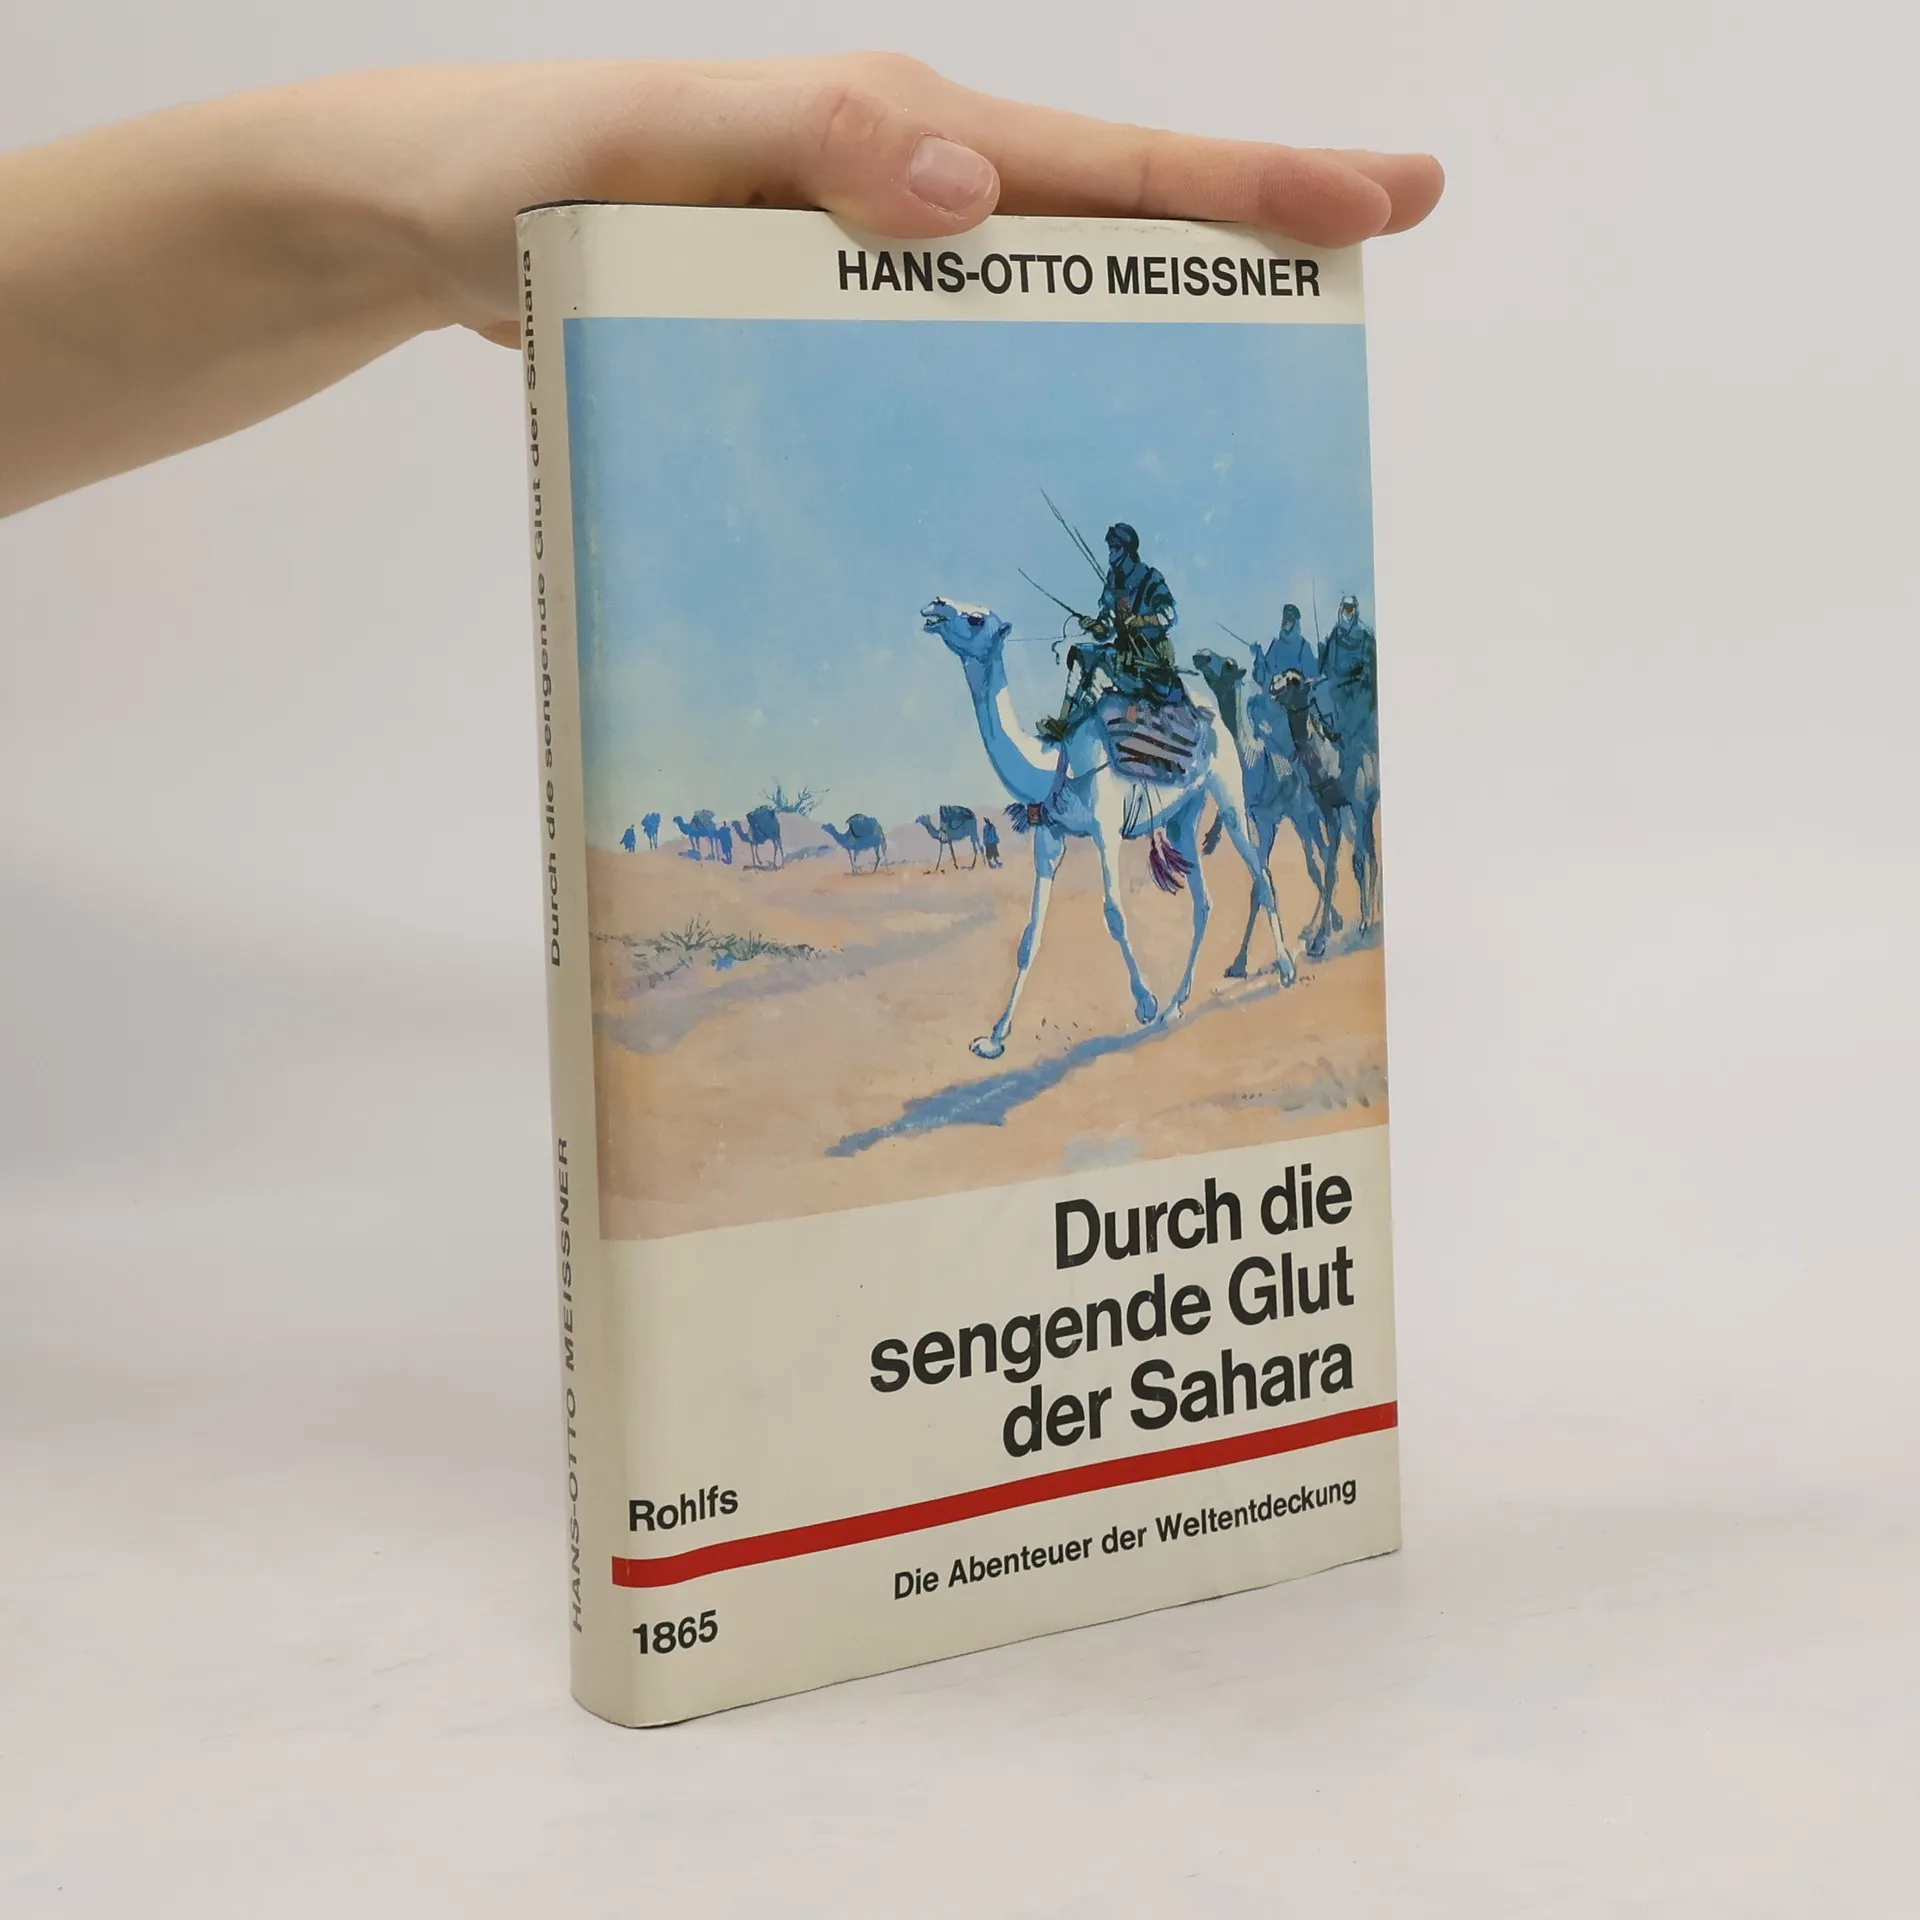 HANS-OTTO MEISSNER
Durch die
sengende Glut
der Sahara
Rohlfs
Die Abenteuer der Weltentdeckung
1865
HANS-OTTO MEISSNER Durch die sengende Glut der Sahara